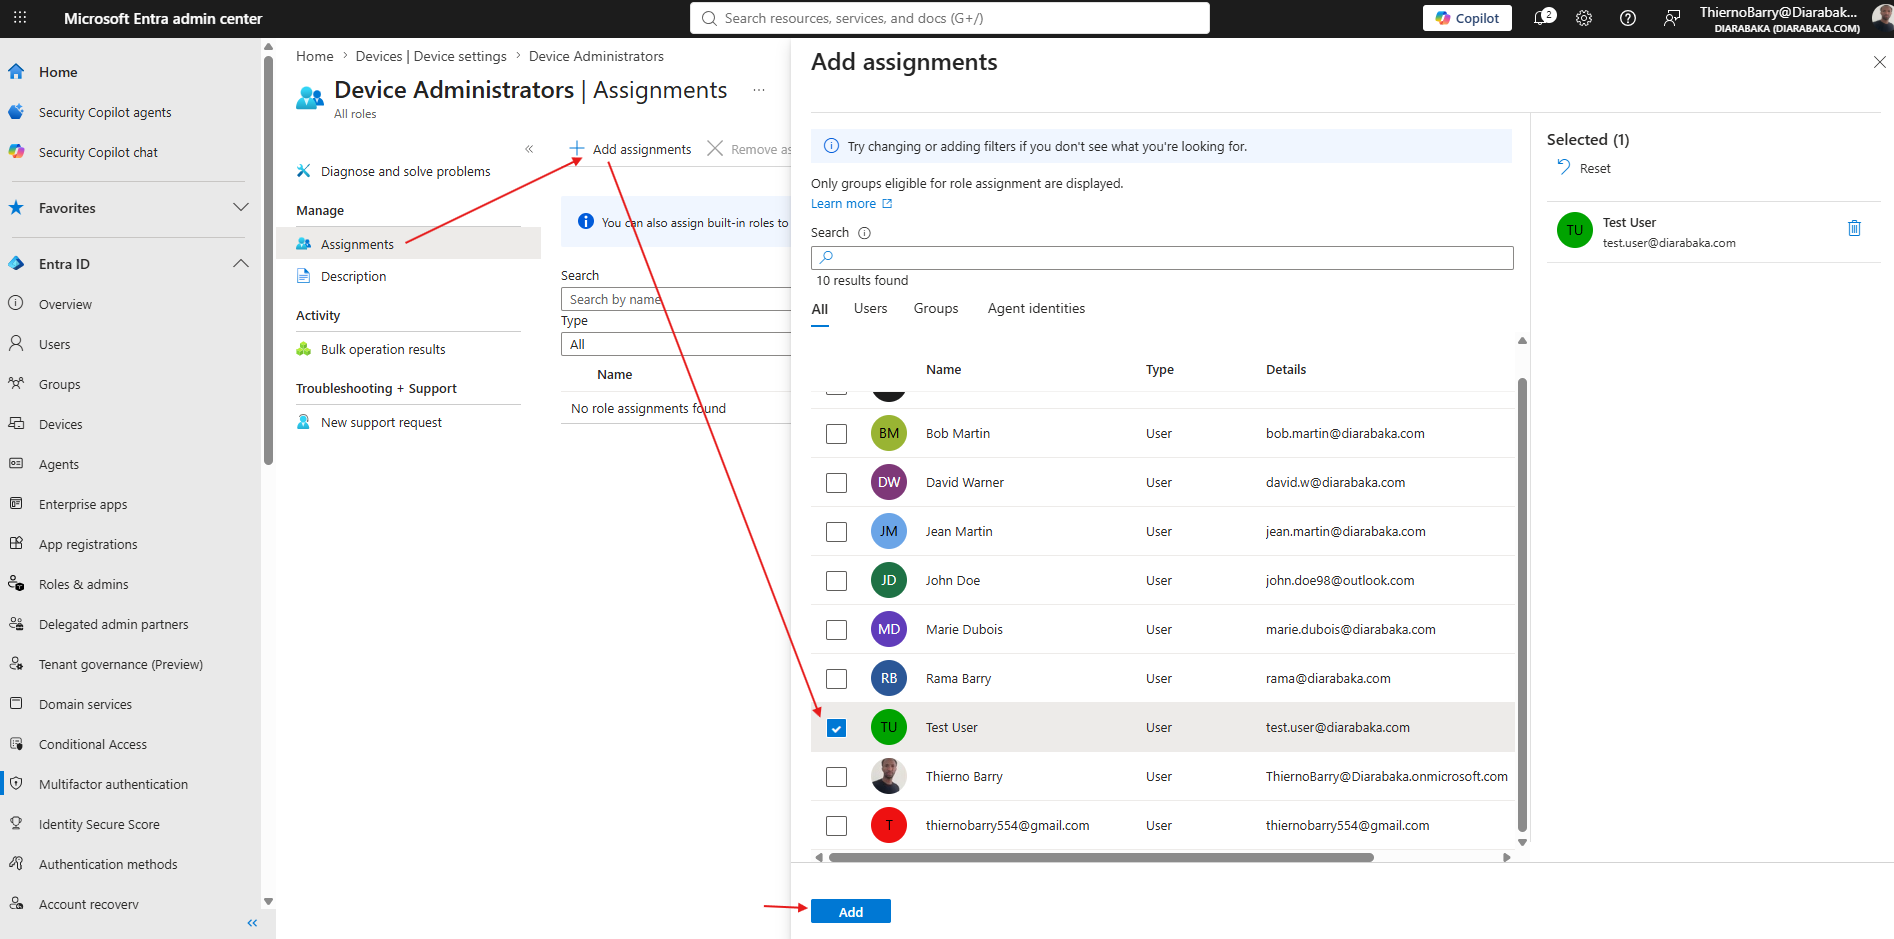 Microsoft Entra admin center
Search resources, services, and docs (G+/)
Copilot
2
ThiernoBarry@Diarabak...
DIARABAKA (DIARABAKA.COM)
Home
Security Copilot agents
Security Copilot chat
Favorites
Entra ID
Overview
Users
Groups
Devices
Agents
Enterprise apps
App registrations
Roles & admins
Delegated admin partners
Tenant governance (Preview)
Domain services
Conditional Access
Multifactor authentication
Identity Secure Score
Authentication methods
Account recovery
Home > Devices | Device settings > Device Administrators
Device Administrators | Assignments ...
All roles
Diagnose and solve problems
Manage
Assignments
Description
Activity
Bulk operation results
Troubleshooting + Support
New support request
Add assignments
Remove as
You can also assign built-in roles to
Search
Search by name
Type
All
Name
No role assignments found
Add assignments
Try changing or adding filters if you don't see what you're looking for.
Only groups eligible for role assignment are displayed.
Learn more
Search
10 results found
All Users Groups Agent identities
Name Type Details
BM Bob Martin User bob.martin@diarabaka.com
DW David Warner User david.w@diarabaka.com
JM Jean Martin User jean.martin@diarabaka.com
JD John Doe User john.doe98@outlook.com
MD Marie Dubois User marie.dubois@diarabaka.com
RB Rama Barry User rama@diarabaka.com
TU Test User User test.user@diarabaka.com
Thierno Barry User ThiernoBarry@Diarabaka.onmicrosoft.com
T thiernobarry554@gmail.com User thiernobarry554@gmail.com
Add
Selected (1)
Reset
TU
Test User
test.user@diarabaka.com